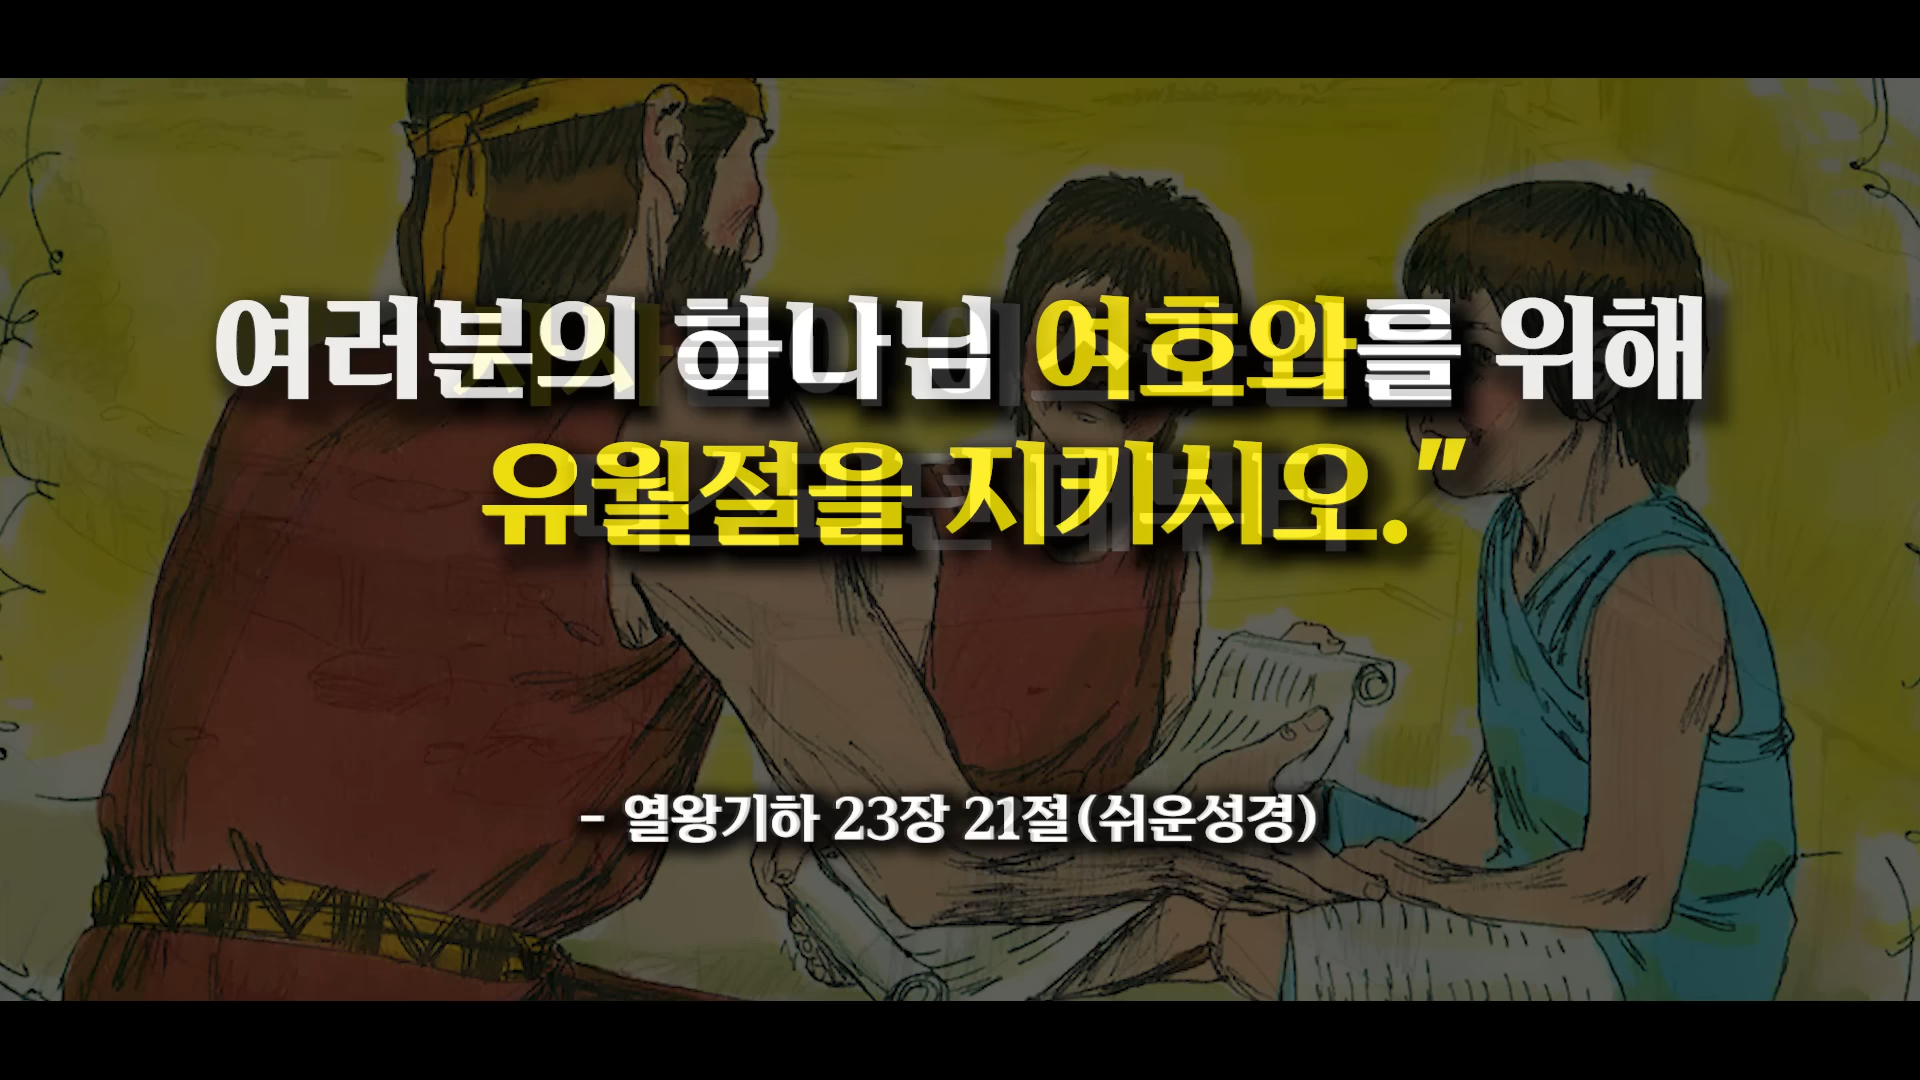 여러분의 하나님 여호와를 위해
유월절을 지키시오."
- 열왕기하 23장 21절(쉬운성경)